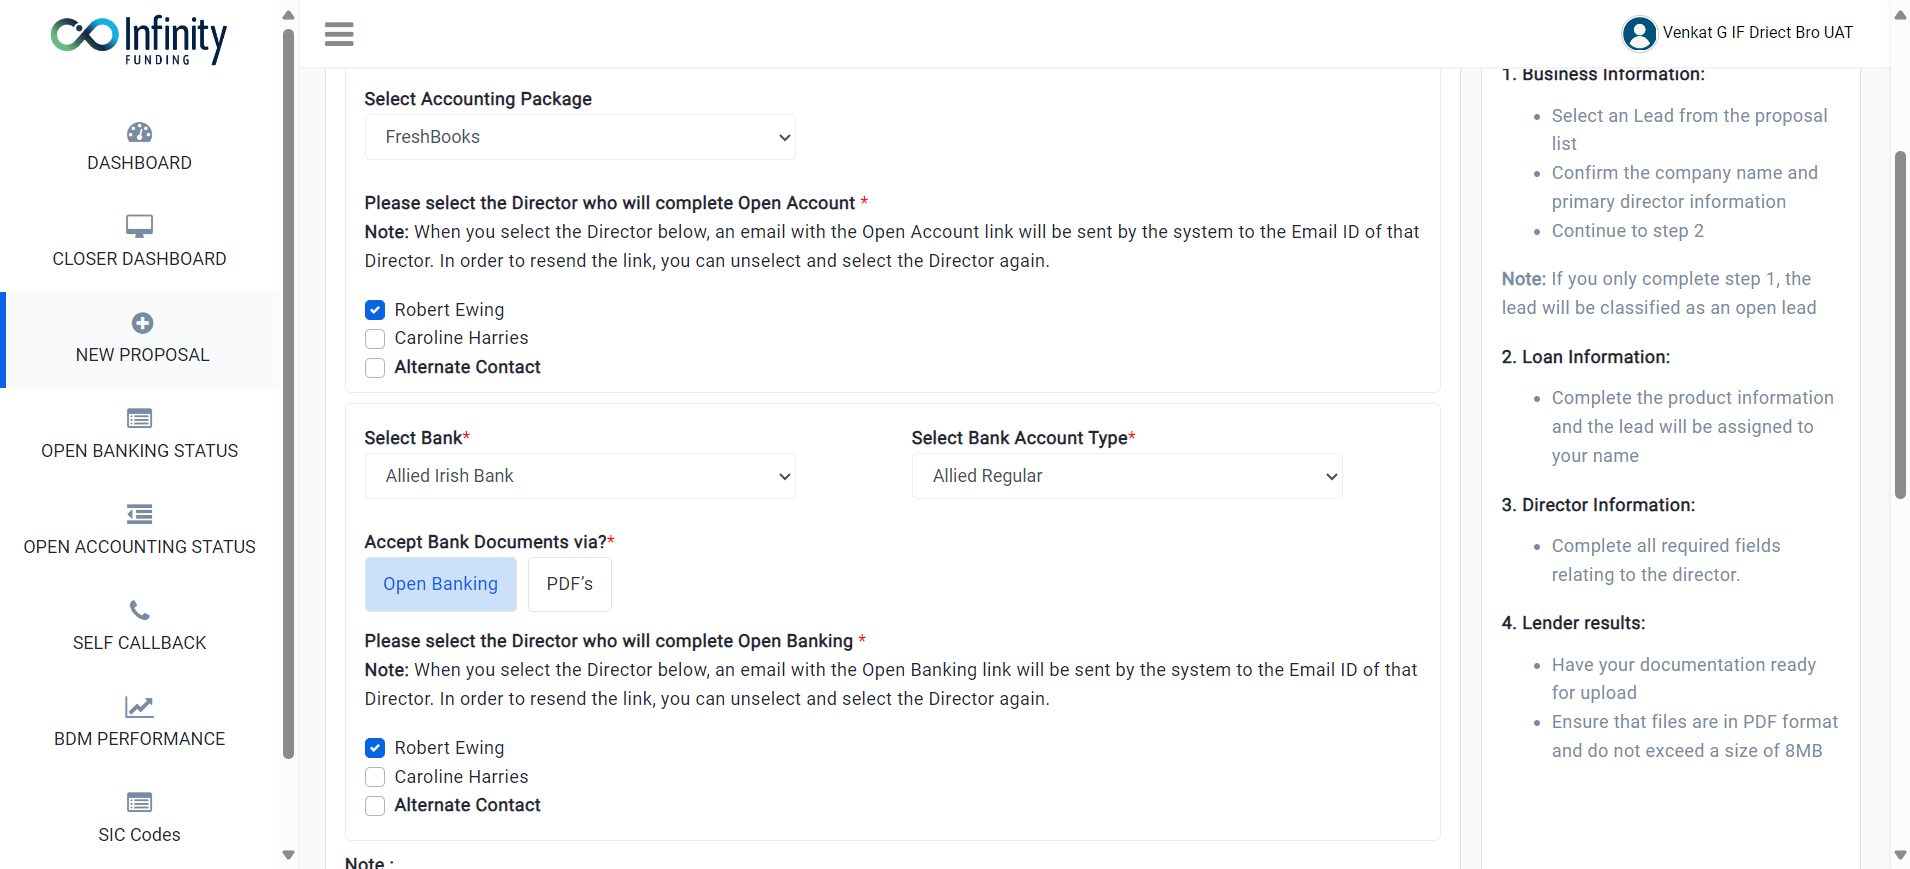 Infinity
FUNDING
DASHBOARD
CLOSER DASHBOARD
NEW PROPOSAL
OPEN BANKING STATUS
OPEN ACCOUNTING STATUS
SELF CALLBACK
BDM PERFORMANCE
SIC Codes
Venkat G IF Driect Bro UAT
Select Accounting Package
FreshBooks
Please select the Director who will complete Open Account *
Note: When you select the Director below, an email with the Open Account link will be sent by the system to the Email ID of that
Director. In order to resend the link, you can unselect and select the Director again.
Robert Ewing
Caroline Harries
Alternate Contact
Select Bank*
Allied Irish Bank
Select Bank Account Type*
Allied Regular
Accept Bank Documents via?*
Open Banking
PDF’s
Please select the Director who will complete Open Banking *
Note: When you select the Director below, an email with the Open Banking link will be sent by the system to the Email ID of that
Director. In order to resend the link, you can unselect and select the Director again.
Robert Ewing
Caroline Harries
Alternate Contact
Note :
1. Business Information:
• Select an Lead from the proposal
list
• Confirm the company name and
primary director information
• Continue to step 2
Note: If you only complete step 1, the
lead will be classified as an open lead
2. Loan Information:
• Complete the product information
and the lead will be assigned to
your name
3. Director Information:
• Complete all required fields
relating to the director.
4. Lender results:
• Have your documentation ready
for upload
• Ensure that files are in PDF format
and do not exceed a size of 8MB